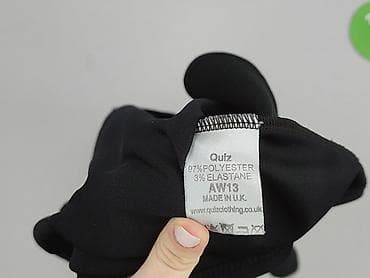 Quiz
97% POLYESTER
3% ELASTANE
AW13
MADE IN U.K.
www.quizclothing.co.uk